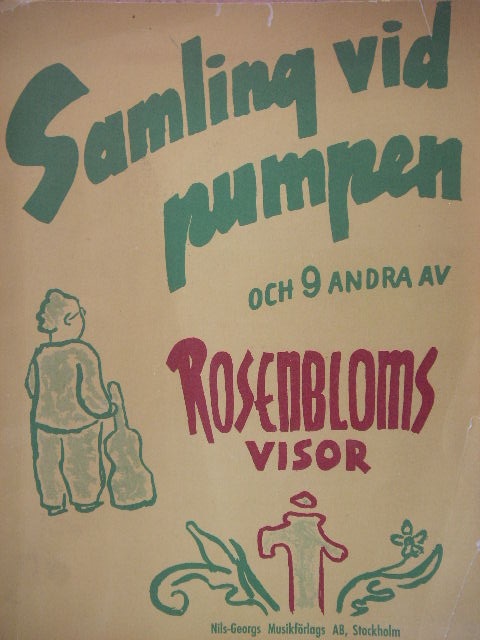 Samling vid
pumpen
OCH 9 ANDRA AV
ROSENBLOMS
VISOR
Nils-Georgs Musikförlags AB, Stockholm